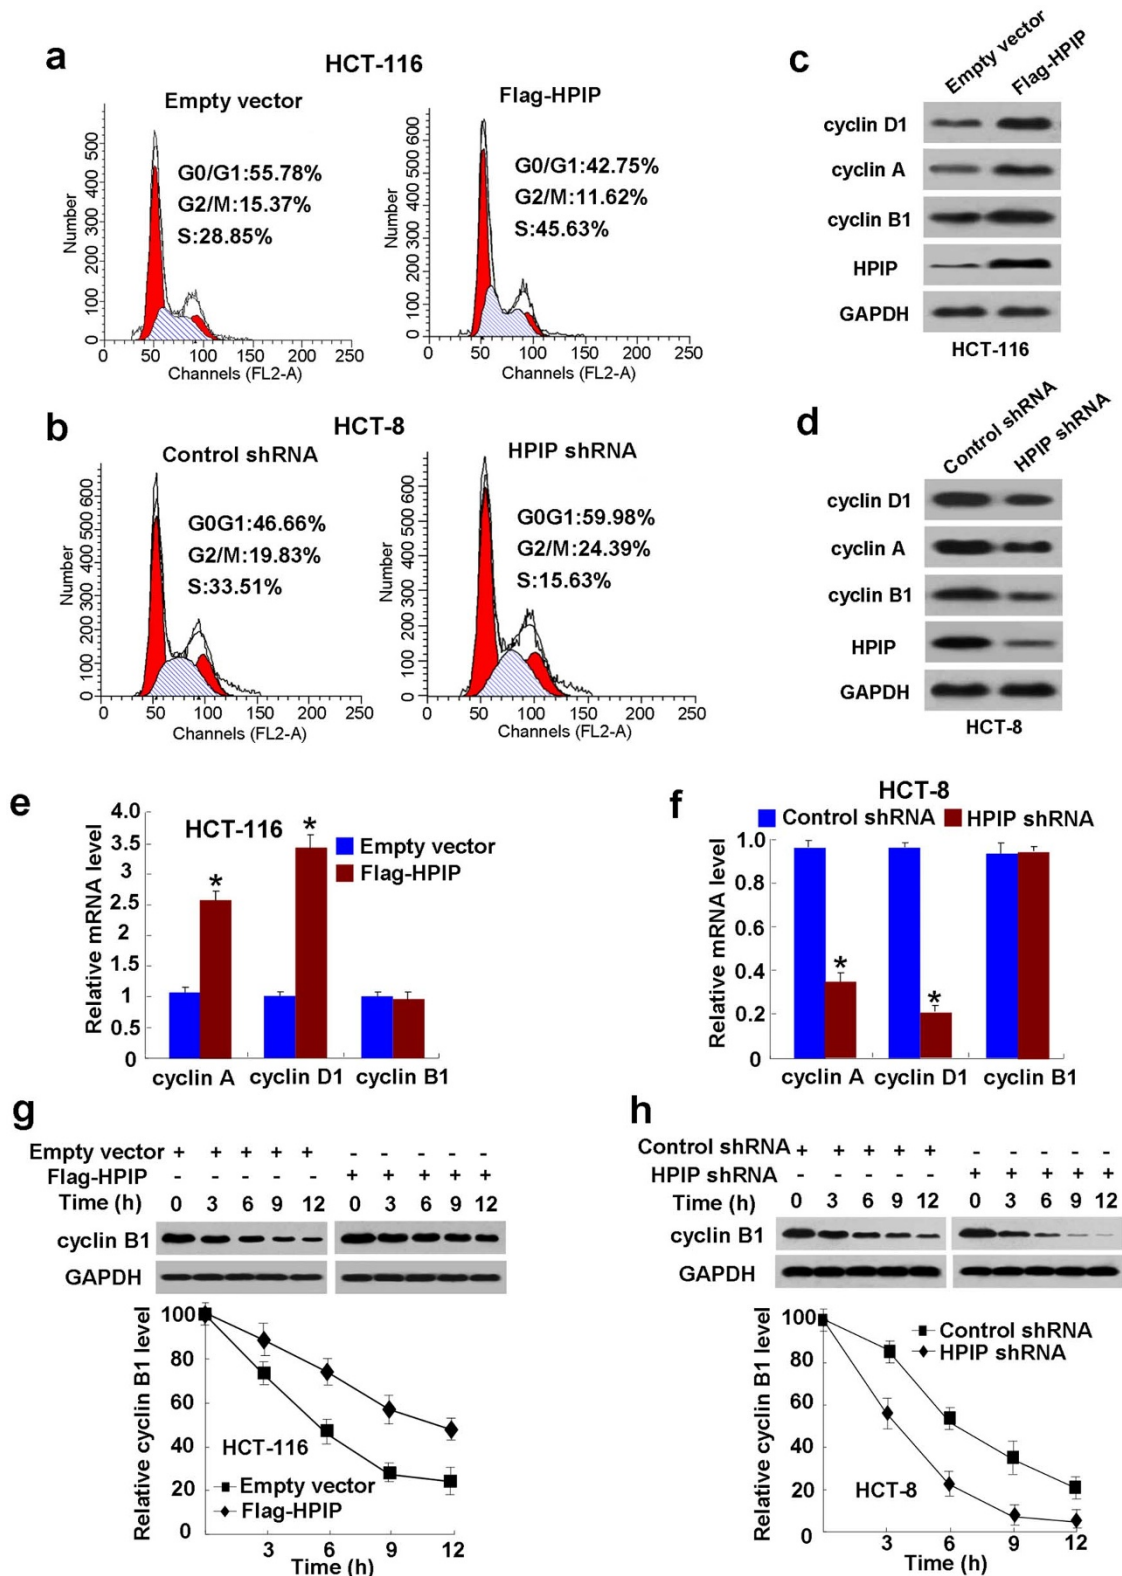 a
HCT-116
Empty vector
Flag-HPIP
Number
0 100 200 300 400 500
G0/G1:55.78%
G2/M:15.37%
S:28.85%
0 50 100 150 200 250
Channels (FL2-A)
Number
0 100 200 300 400 500 600
G0/G1:42.75%
G2/M:11.62%
S:45.63%
0 50 100 150 200 250
Channels (FL2-A)
b
HCT-8
Control shRNA
HPIP shRNA
Number
0 100 200 300 400 500 600
G0G1:46.66%
G2/M:19.83%
S:33.51%
0 50 100 150 200 250
Channels (FL2-A)
Number
0 100 200 300 400 500 600 700
G0G1:59.98%
G2/M:24.39%
S:15.63%
0 50 100 150 200 250
Channels (FL2-A)
c
Empty vector
Flag-HPIP
cyclin D1
cyclin A
cyclin B1
HPIP
GAPDH
HCT-116
d
Control shRNA
HPIP shRNA
cyclin D1
cyclin A
cyclin B1
HPIP
GAPDH
HCT-8
e
HCT-116
Empty vector
Flag-HPIP
Relative mRNA level
4.0
3.5
3
2.5
2
1.5
1
0.5
0
* *
cyclin A cyclin D1 cyclin B1
f
HCT-8
Control shRNA HPIP shRNA
Relative mRNA level
1.0
0.8
0.6
0.4
0.2
0
* *
cyclin A cyclin D1 cyclin B1
g
Empty vector + + + + + - - - - -
Flag-HPIP - - - - - + + + + +
Time (h) 0 3 6 9 12 0 3 6 9 12
cyclin B1
GAPDH
Relative cyclin B1 level
100
80
60
40
20
0
HCT-116
Empty vector
Flag-HPIP
3 6 9 12
Time (h)
h
Control shRNA + + + + + - - - - -
HPIP shRNA - - - - - + + + + +
Time (h) 0 3 6 9 12 0 3 6 9 12
cyclin B1
GAPDH
Relative cyclin B1 level
100
80
60
40
20
0
Control shRNA
HPIP shRNA
HCT-8
3 6 9 12
Time (h)